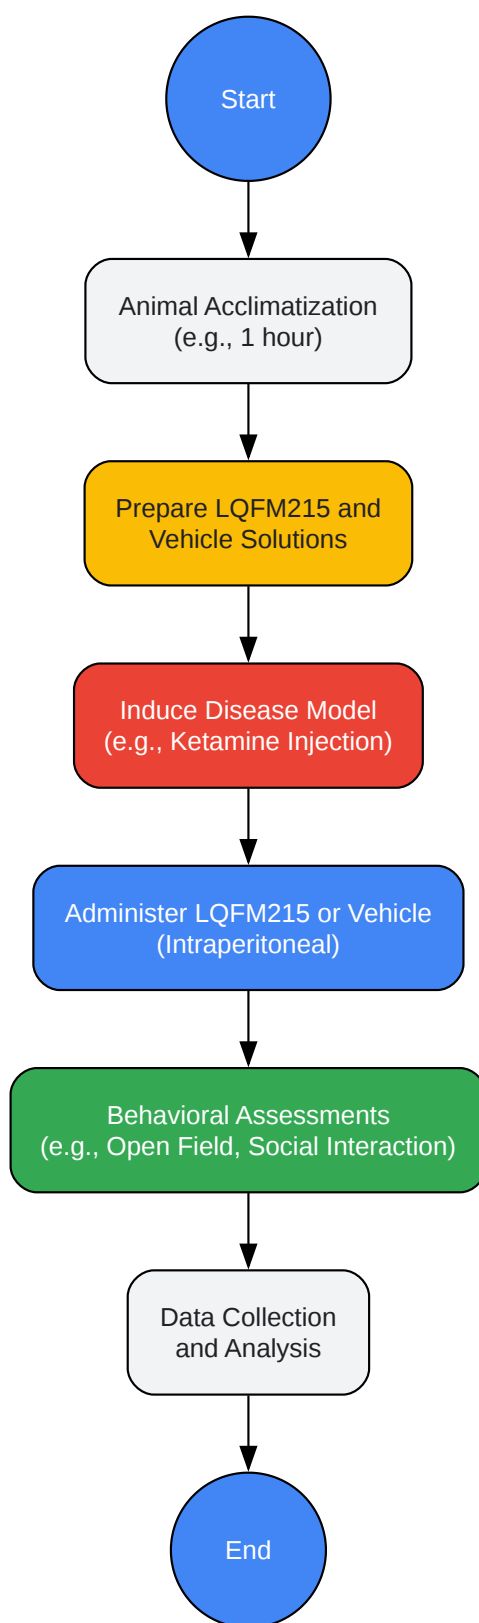 Start
Animal Acclimatization
(e.g., 1 hour)
Prepare LQFM215 and
Vehicle Solutions
Induce Disease Model
(e.g., Ketamine Injection)
Administer LQFM215 or Vehicle
(Intraperitoneal)
Behavioral Assessments
(e.g., Open Field, Social Interaction)
Data Collection
and Analysis
End